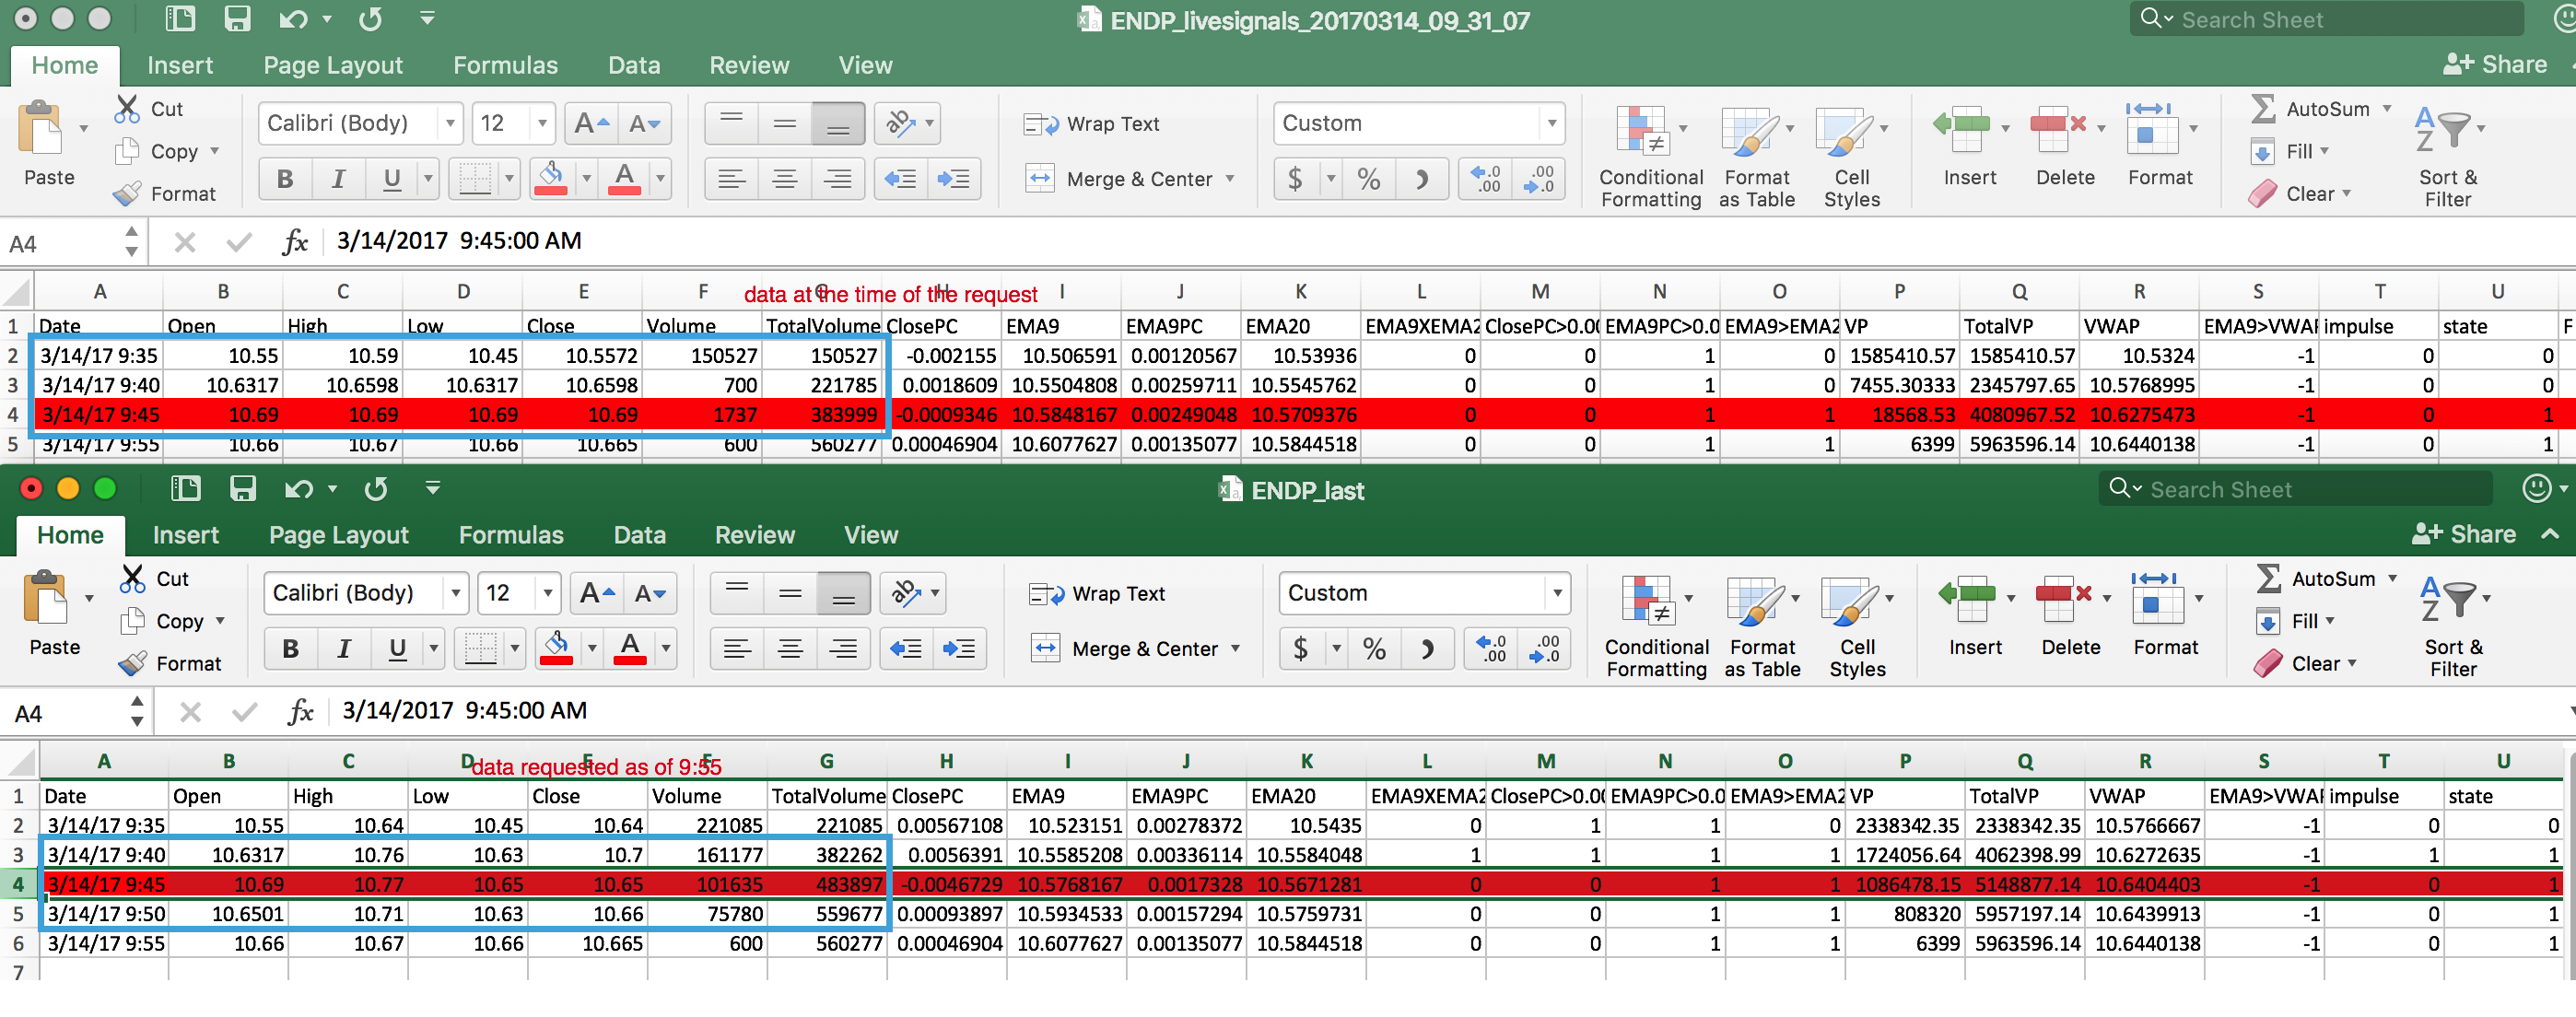 ENDP_livesignals_20170314_09_31_07
Search Sheet
Home Insert Page Layout Formulas Data Review View Share
Paste Cut Copy Format
Calibri (Body) 12
Wrap Text
Merge & Center
Custom
Conditional Formatting Format as Table Cell Styles Insert Delete Format
AutoSum Fill Clear Sort & Filter
A4 fx 3/14/2017 9:45:00 AM
data at the time of the request
A B C D E F G H I J K L M N O P Q R S T U
1 Date Open High Low Close Volume TotalVolume ClosePC EMA9 EMA9PC EMA20 EMA9XEMA2 ClosePC>0.00 EMA9PC>0.0 EMA9>EMA2 VP TotalVP VWAP EMA9>VWAP impulse state F
2 3/14/17 9:35 10.55 10.59 10.45 10.5572 150527 150527 -0.002155 10.506591 0.00120567 10.53936 0 0 1 0 1585410.57 1585410.57 10.5324 -1 0 0
3 3/14/17 9:40 10.6317 10.6598 10.6317 10.6598 700 221785 0.0018609 10.5504808 0.00259711 10.5545762 0 0 1 0 7455.30333 2345797.65 10.5768995 -1 0 0
4 3/14/17 9:45 10.69 10.69 10.69 10.69 1737 383999 -0.0009346 10.5848167 0.00249048 10.5709376 0 0 1 1 18568.53 4080967.52 10.6275473 -1 0 1
5 3/14/17 9:55 10.66 10.67 10.66 10.665 600 560277 0.00046904 10.6077627 0.00135077 10.5844518 0 0 1 1 6399 5963596.14 10.6440138 -1 0 1
ENDP_last
Search Sheet
Home Insert Page Layout Formulas Data Review View Share
Paste Cut Copy Format
Calibri (Body) 12
Wrap Text
Merge & Center
Custom
Conditional Formatting Format as Table Cell Styles Insert Delete Format
AutoSum Fill Clear Sort & Filter
A4 fx 3/14/2017 9:45:00 AM
data requested as of 9:55
A B C D E F G H I J K L M N O P Q R S T U
1 Date Open High Low Close Volume TotalVolume ClosePC EMA9 EMA9PC EMA20 EMA9XEMA2 ClosePC>0.00 EMA9PC>0.0 EMA9>EMA2 VP TotalVP VWAP EMA9>VWAP impulse state
2 3/14/17 9:35 10.55 10.64 10.45 10.64 221085 221085 0.00567108 10.523151 0.00278372 10.5435 0 1 1 0 2338342.35 2338342.35 10.5766667 -1 0 0
3 3/14/17 9:40 10.6317 10.76 10.63 10.7 161177 382262 0.0056391 10.5585208 0.00336114 10.5584048 1 1 1 1 1724056.64 4062398.99 10.6272635 -1 1 1
4 3/14/17 9:45 10.69 10.77 10.65 10.65 101635 483897 -0.0046729 10.5768167 0.0017328 10.5671281 0 0 1 1 1086478.15 5148877.14 10.6404403 -1 0 1
5 3/14/17 9:50 10.6501 10.71 10.63 10.66 75780 559677 0.00093897 10.5934533 0.00157294 10.5759731 0 0 1 1 808320 5957197.14 10.6439913 -1 0 1
6 3/14/17 9:55 10.66 10.67 10.66 10.665 600 560277 0.00046904 10.6077627 0.00135077 10.5844518 0 0 1 1 6399 5963596.14 10.6440138 -1 0 1
7